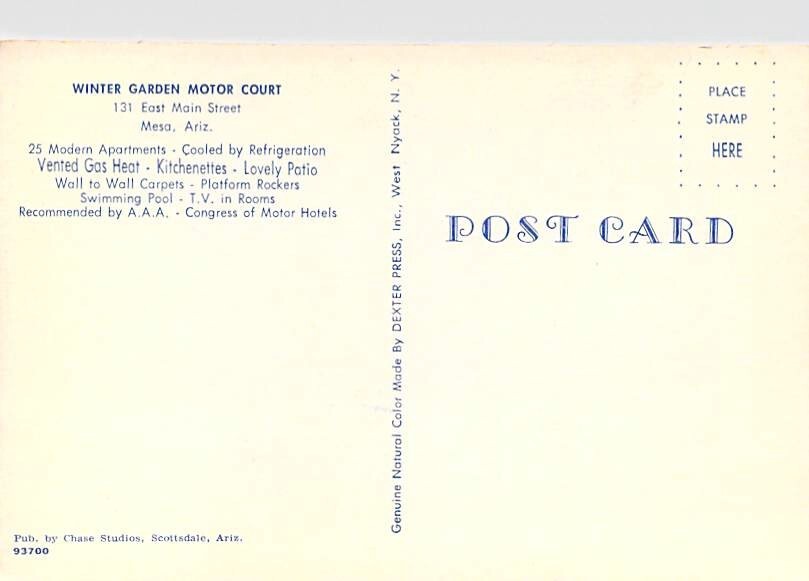 WINTER GARDEN MOTOR COURT
131 East Main Street
Mesa, Ariz.
25 Modern Apartments - Cooled by Refrigeration
Vented Gas Heat - Kitchenettes - Lovely Patio
Wall to Wall Carpets - Platform Rockers
Swimming Pool - T.V. in Rooms
Recommended by A.A.A. - Congress of Motor Hotels
Pub. by Chase Studios, Scottsdale, Ariz.
93700
Genuine Natural Color Made By DEXTER PRESS, Inc., West Nyack, N. Y.
PLACE
STAMP
HERE
POST CARD